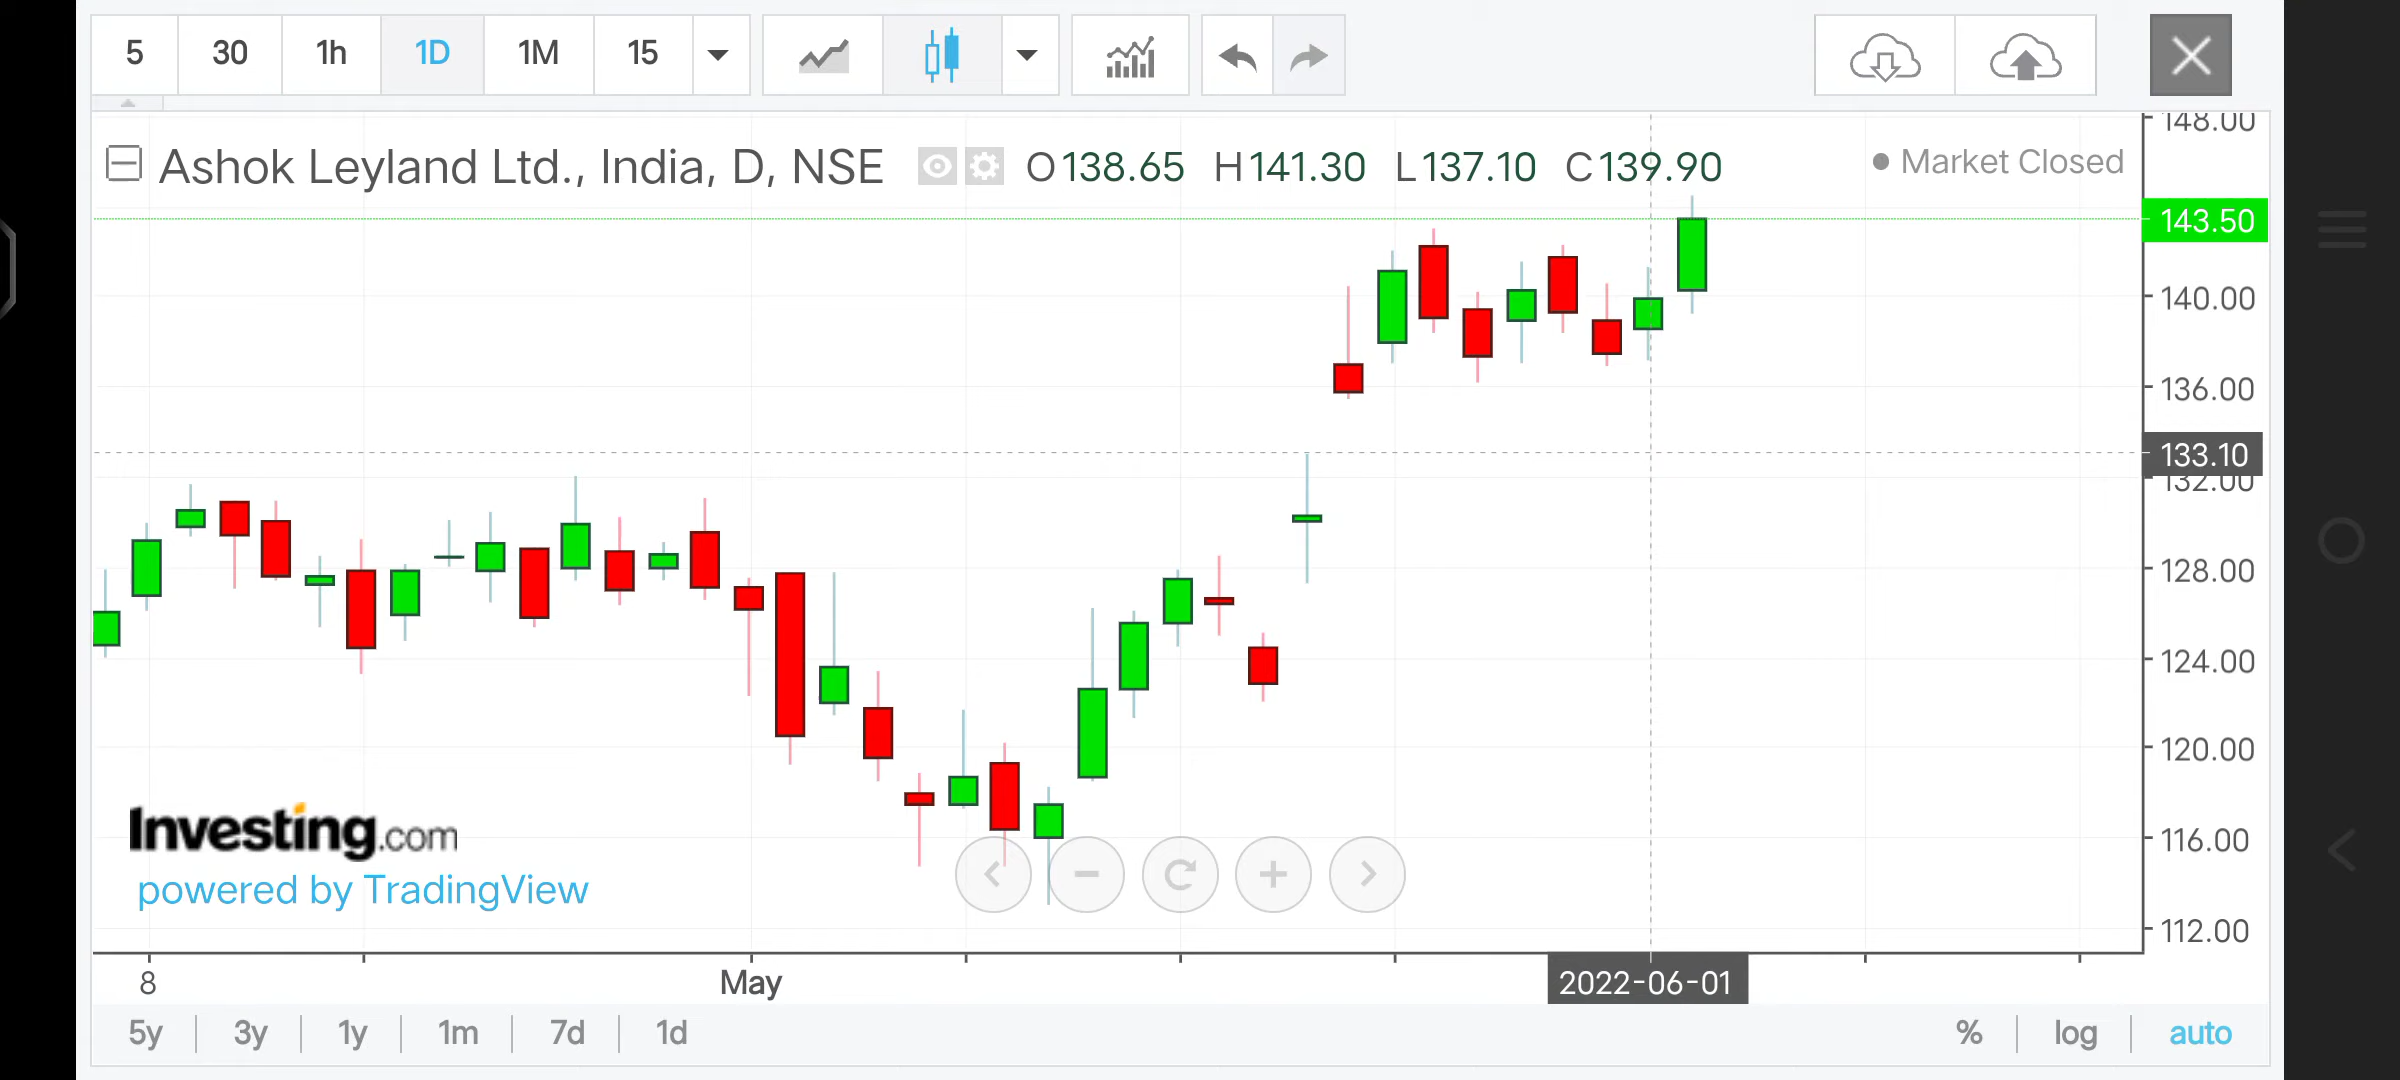 5 30 1h 1D 1M 15
148.00
Ashok Leyland Ltd., India, D, NSE O138.65 H141.30 L137.10 C139.90 Market Closed
143.50
140.00
136.00
133.10
132.00
128.00
124.00
120.00
116.00
112.00
Investing.com
powered by TradingView
8 May 2022-06-01
5y 3y 1y 1m 7d 1d % log auto